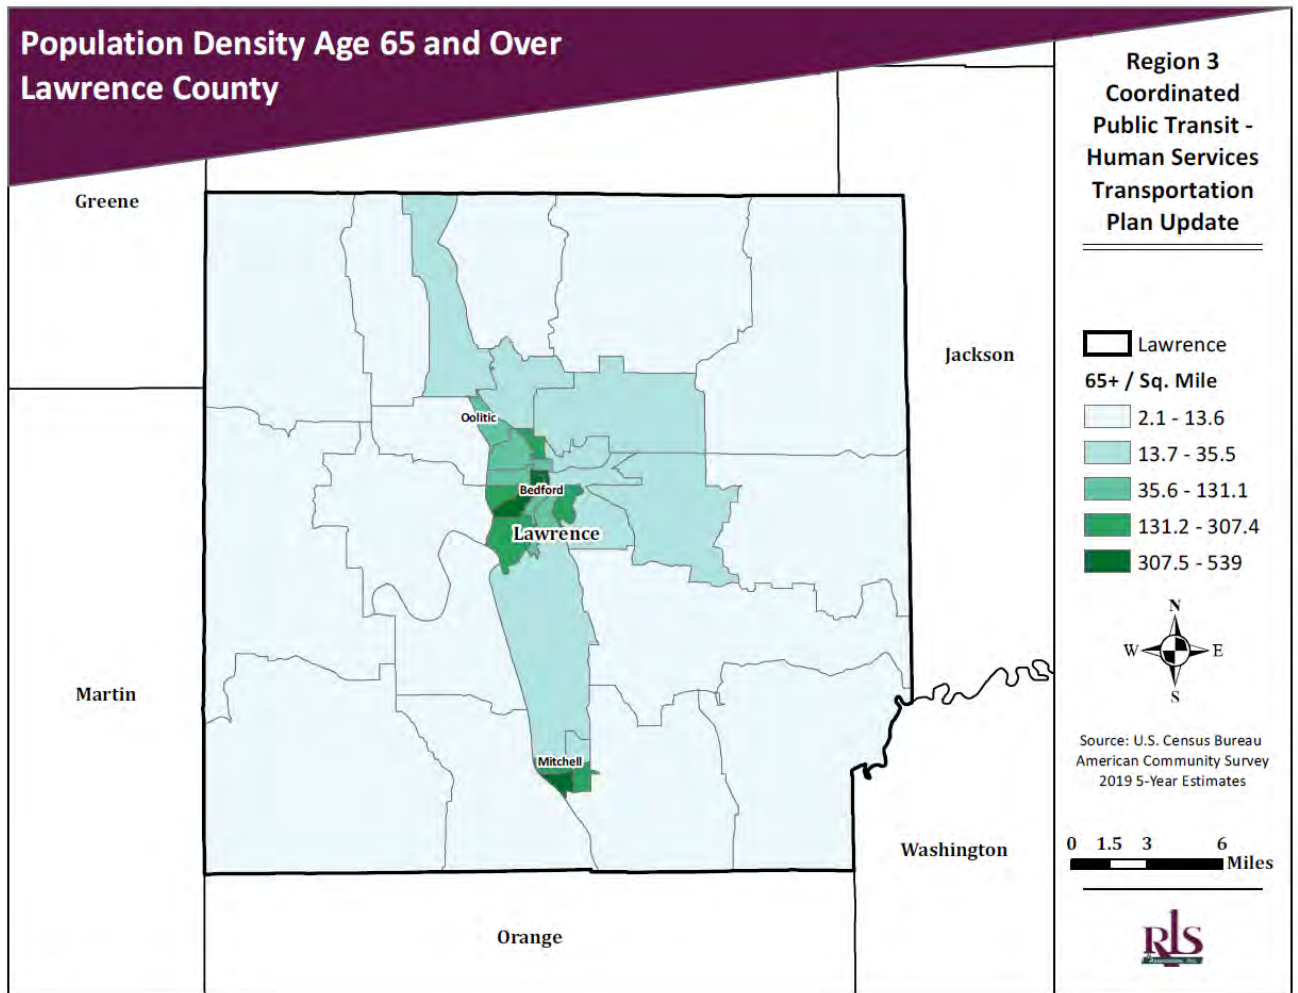 Population Density Age 65 and Over
Lawrence County
Region 3
Coordinated
Public Transit -
Human Services
Transportation
Plan Update
Greene
Jackson
Martin
Washington
Orange
Oolitic
Bedford
Lawrence
Mitchell
Lawrence
65+ / Sq. Mile
2.1 - 13.6
13.7 - 35.5
35.6 - 131.1
131.2 - 307.4
307.5 - 539
N
W E
S
Source: U.S. Census Bureau
American Community Survey
2019 5-Year Estimates
0 1.5 3 6
Miles
RLS